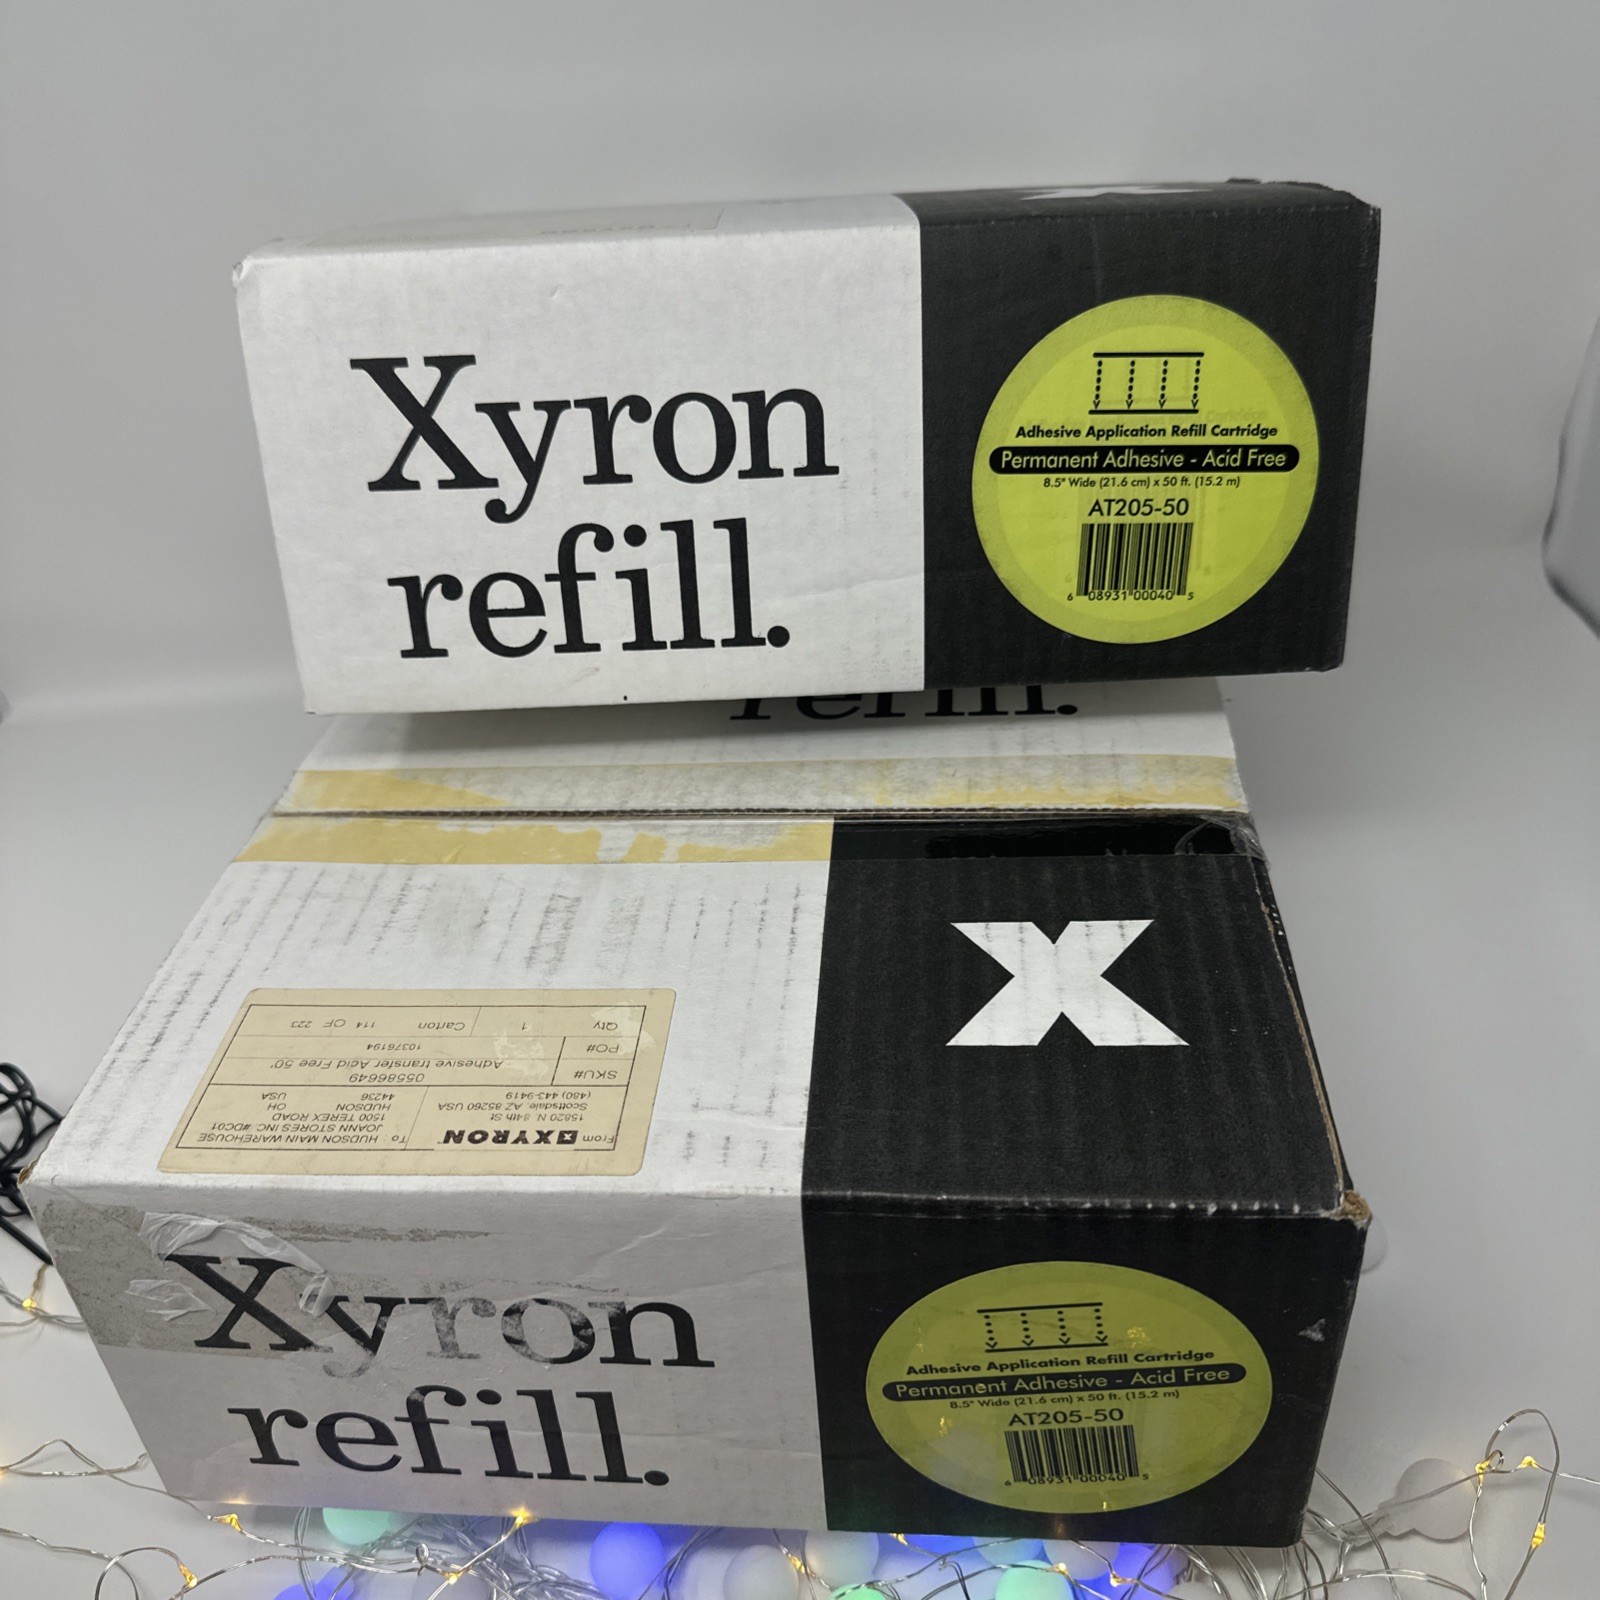 Xyron
refill.
Adhesive Application Refill Cartridge
Permanent Adhesive - Acid Free
8.5" Wide (21.6 cm) x 50 ft. (15.2 m)
AT205-50
6 08931 00040 5
refill.
X
From XYRON
15820 N. 84th St
Scottsdale, AZ 85260 USA
(480) 443-9419
To : HUDSON MAIN WAREHOUSE
JOANN STORES INC #DC01
1500 TEREX ROAD
HUDSON OH
44236 USA
SKU# 05586649
Adhesive transfer Acid Free 50'
PO# 10376194
Qty 1 Carton 114 OF 223
Xyron
refill.
Adhesive Application Refill Cartridge
Permanent Adhesive - Acid Free
8.5" Wide (21.6 cm) x 50 ft. (15.2 m)
AT205-50
6 08931 00040 5